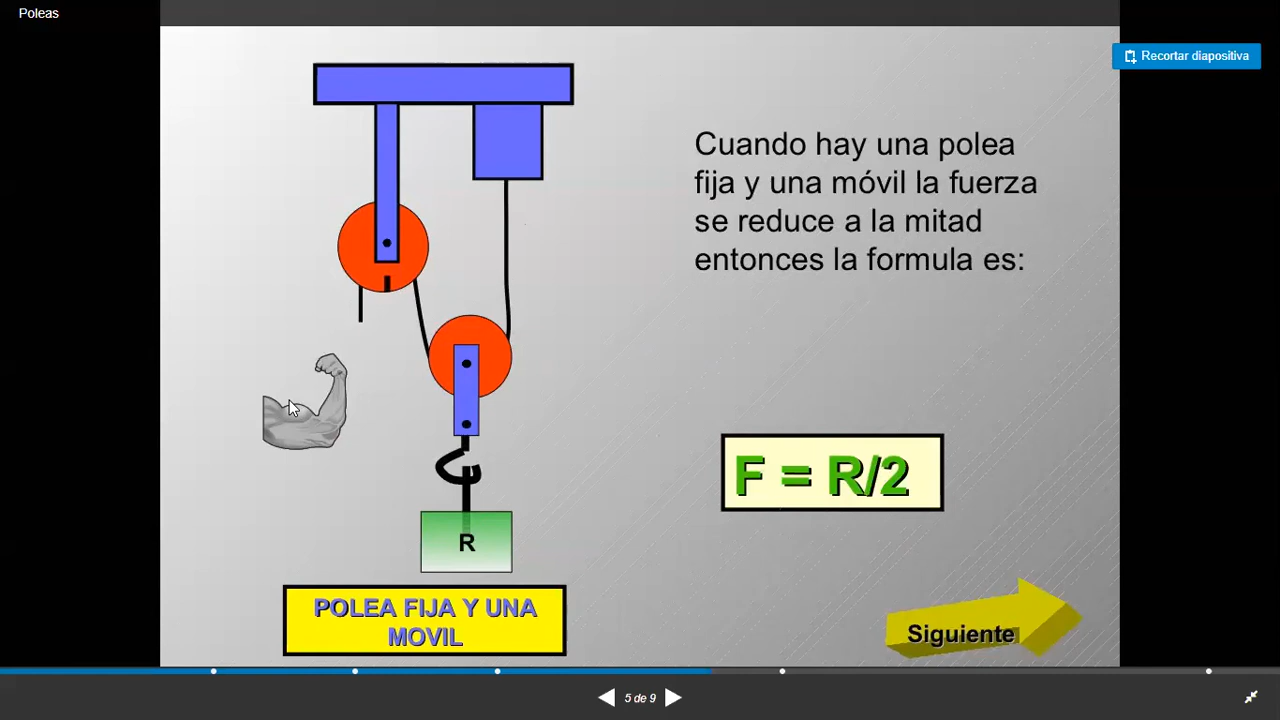 Poleas
Recortar diapositiva
Cuando hay una polea
fija y una móvil la fuerza
se reduce a la mitad
entonces la formula es:
F = R/2
R
POLEA FIJA Y UNA
MOVIL
Siguiente
5 de 9